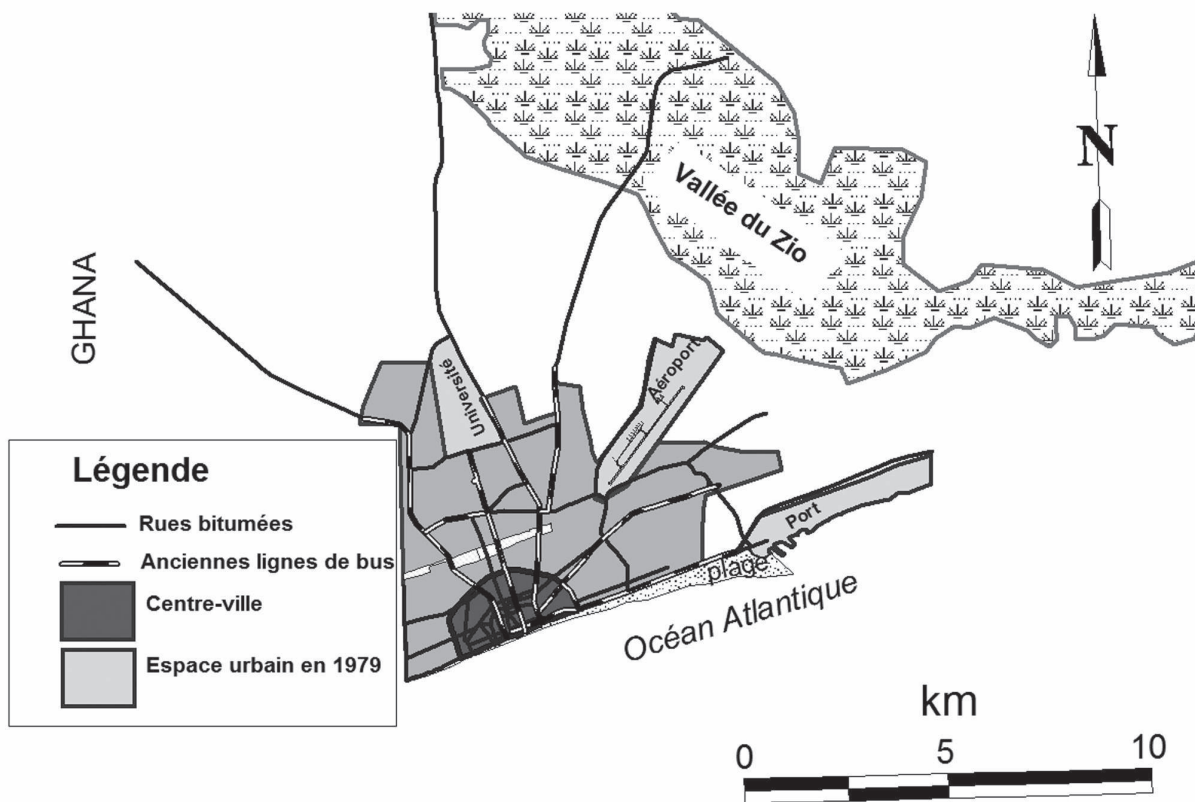 N
Vallée du Zio
GHANA
Université
Aéroport
Port
plage
Océan Atlantique
Légende
Rues bitumées
Anciennes lignes de bus
Centre-ville
Espace urbain en 1979
km
0 5 10